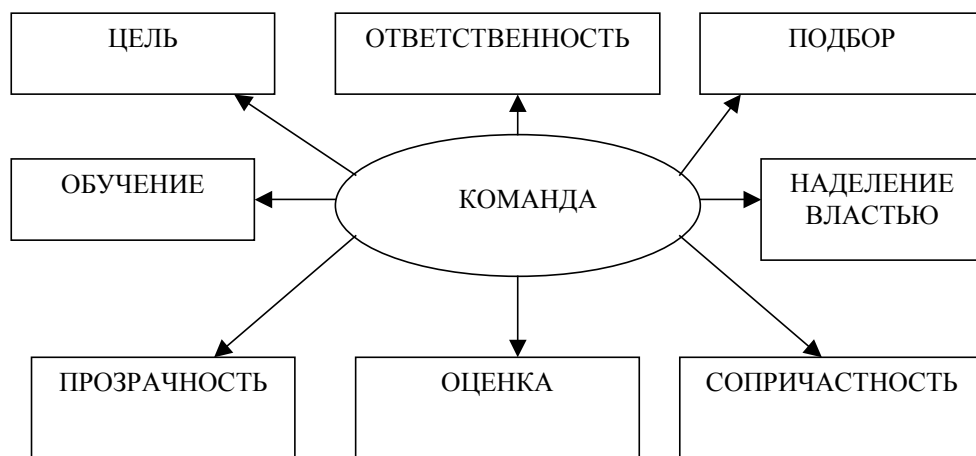 ЦЕЛЬ
ОТВЕТСТВЕННОСТЬ
ПОДБОР
ОБУЧЕНИЕ
КОМАНДА
НАДЕЛЕНИЕ
ВЛАСТЬЮ
ПРОЗРАЧНОСТЬ
ОЦЕНКА
СОПРИЧАСТНОСТЬ